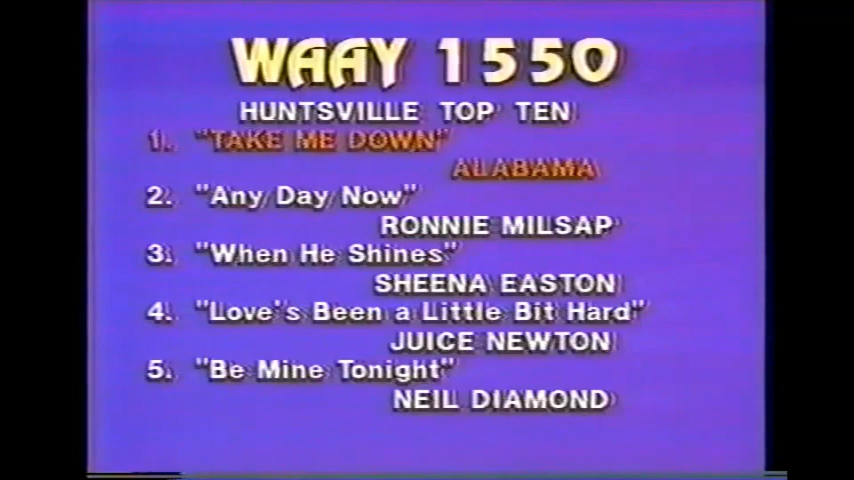 WAAY 1550
HUNTSVILLE TOP TEN
1. "TAKE ME DOWN"
ALABAMA
2. "Any Day Now"
RONNIE MILSAP
3. "When He Shines"
SHEENA EASTON
4. "Love's Been a Little Bit Hard"
JUICE NEWTON
5. "Be Mine Tonight"
NEIL DIAMOND